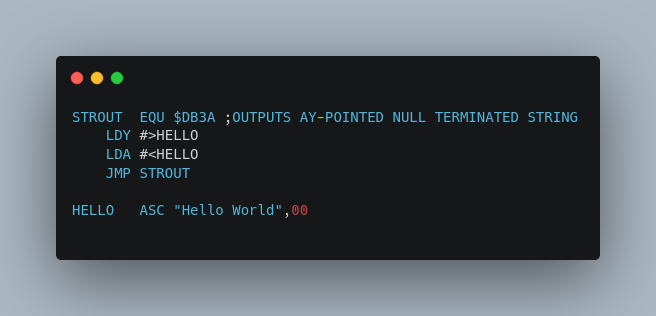 STROUT  EQU $DB3A ;OUTPUTS AY-POINTED NULL TERMINATED STRING
    LDY #>HELLO
    LDA #<HELLO
    JMP STROUT
HELLO   ASC "Hello World",00